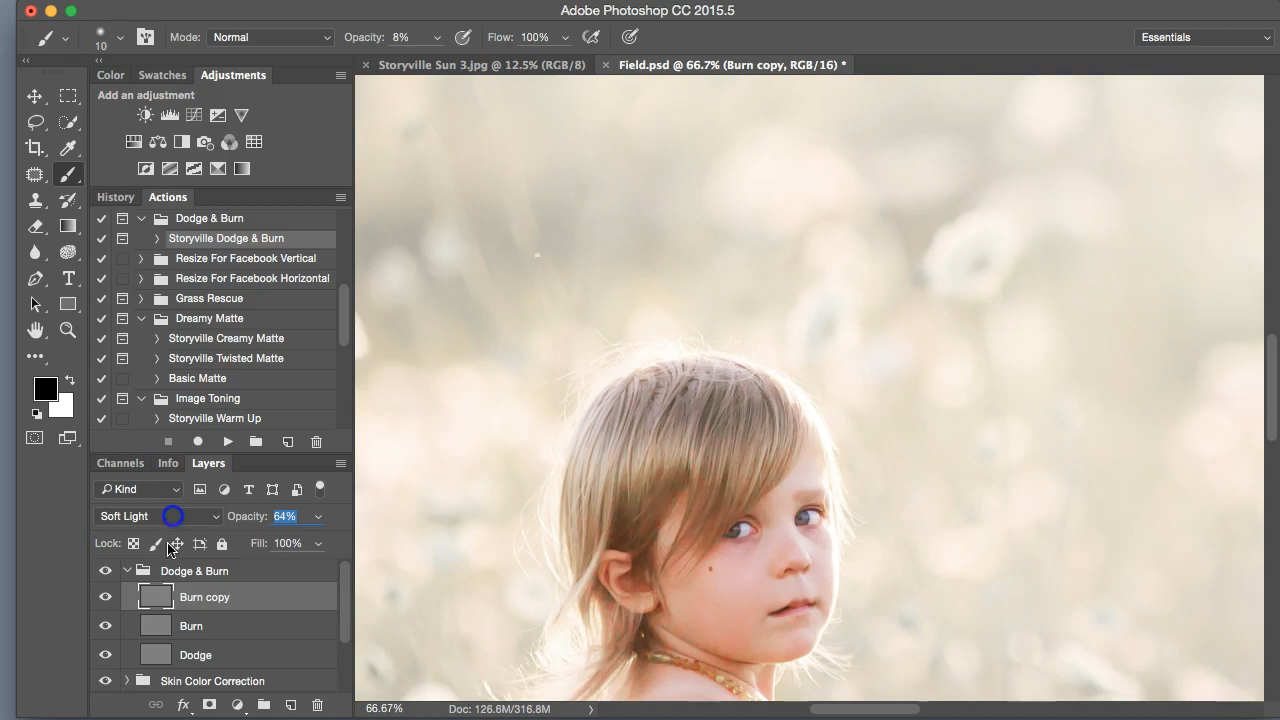 Adobe Photoshop CC 2015.5
10 Mode: Normal Opacity: 8% Flow: 100% Essentials
Storyville Sun 3.jpg @ 12.5% (RGB/8) Field.psd @ 66.7% (Burn copy, RGB/16) *
Color Swatches Adjustments
Add an adjustment
History Actions
Dodge & Burn
Storyville Dodge & Burn
Resize For Facebook Vertical
Resize For Facebook Horizontal
Grass Rescue
Dreamy Matte
Storyville Creamy Matte
Storyville Twisted Matte
Basic Matte
Image Toning
Storyville Warm Up
Channels Info Layers
Kind
Soft Light Opacity: 64%
Lock: Fill: 100%
Dodge & Burn
Burn copy
Burn
Dodge
Skin Color Correction
fx
66.67% Doc: 126.6M/316.8M